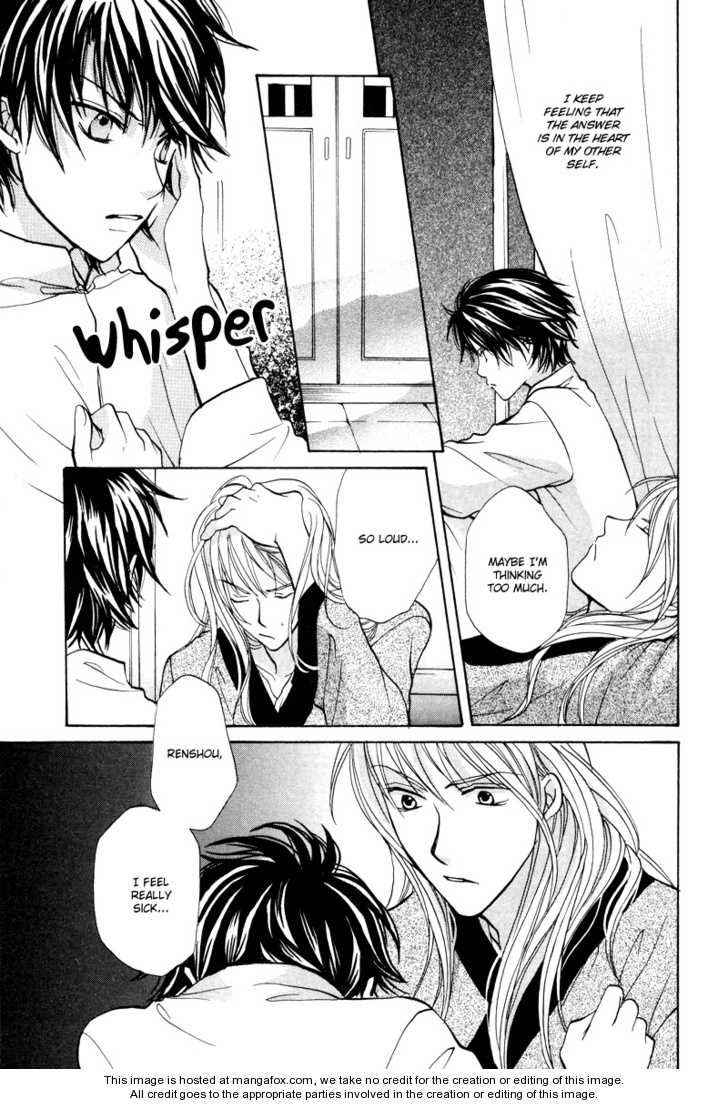 I KEEP
FEELING THAT
THE ANSWER
IS IN THE HEART
OF MY OTHER
SELF.
MAYBE I'M
THINKING
TOO MUCH.
whisper
SO LOUD...
RENSHOU,
I FEEL
REALLY
SICK...
This image is hosted at mangafox.com, we take no credit for the creation or editing of this image.
All credit goes to the appropriate parties involved in the creation or editing of this image.